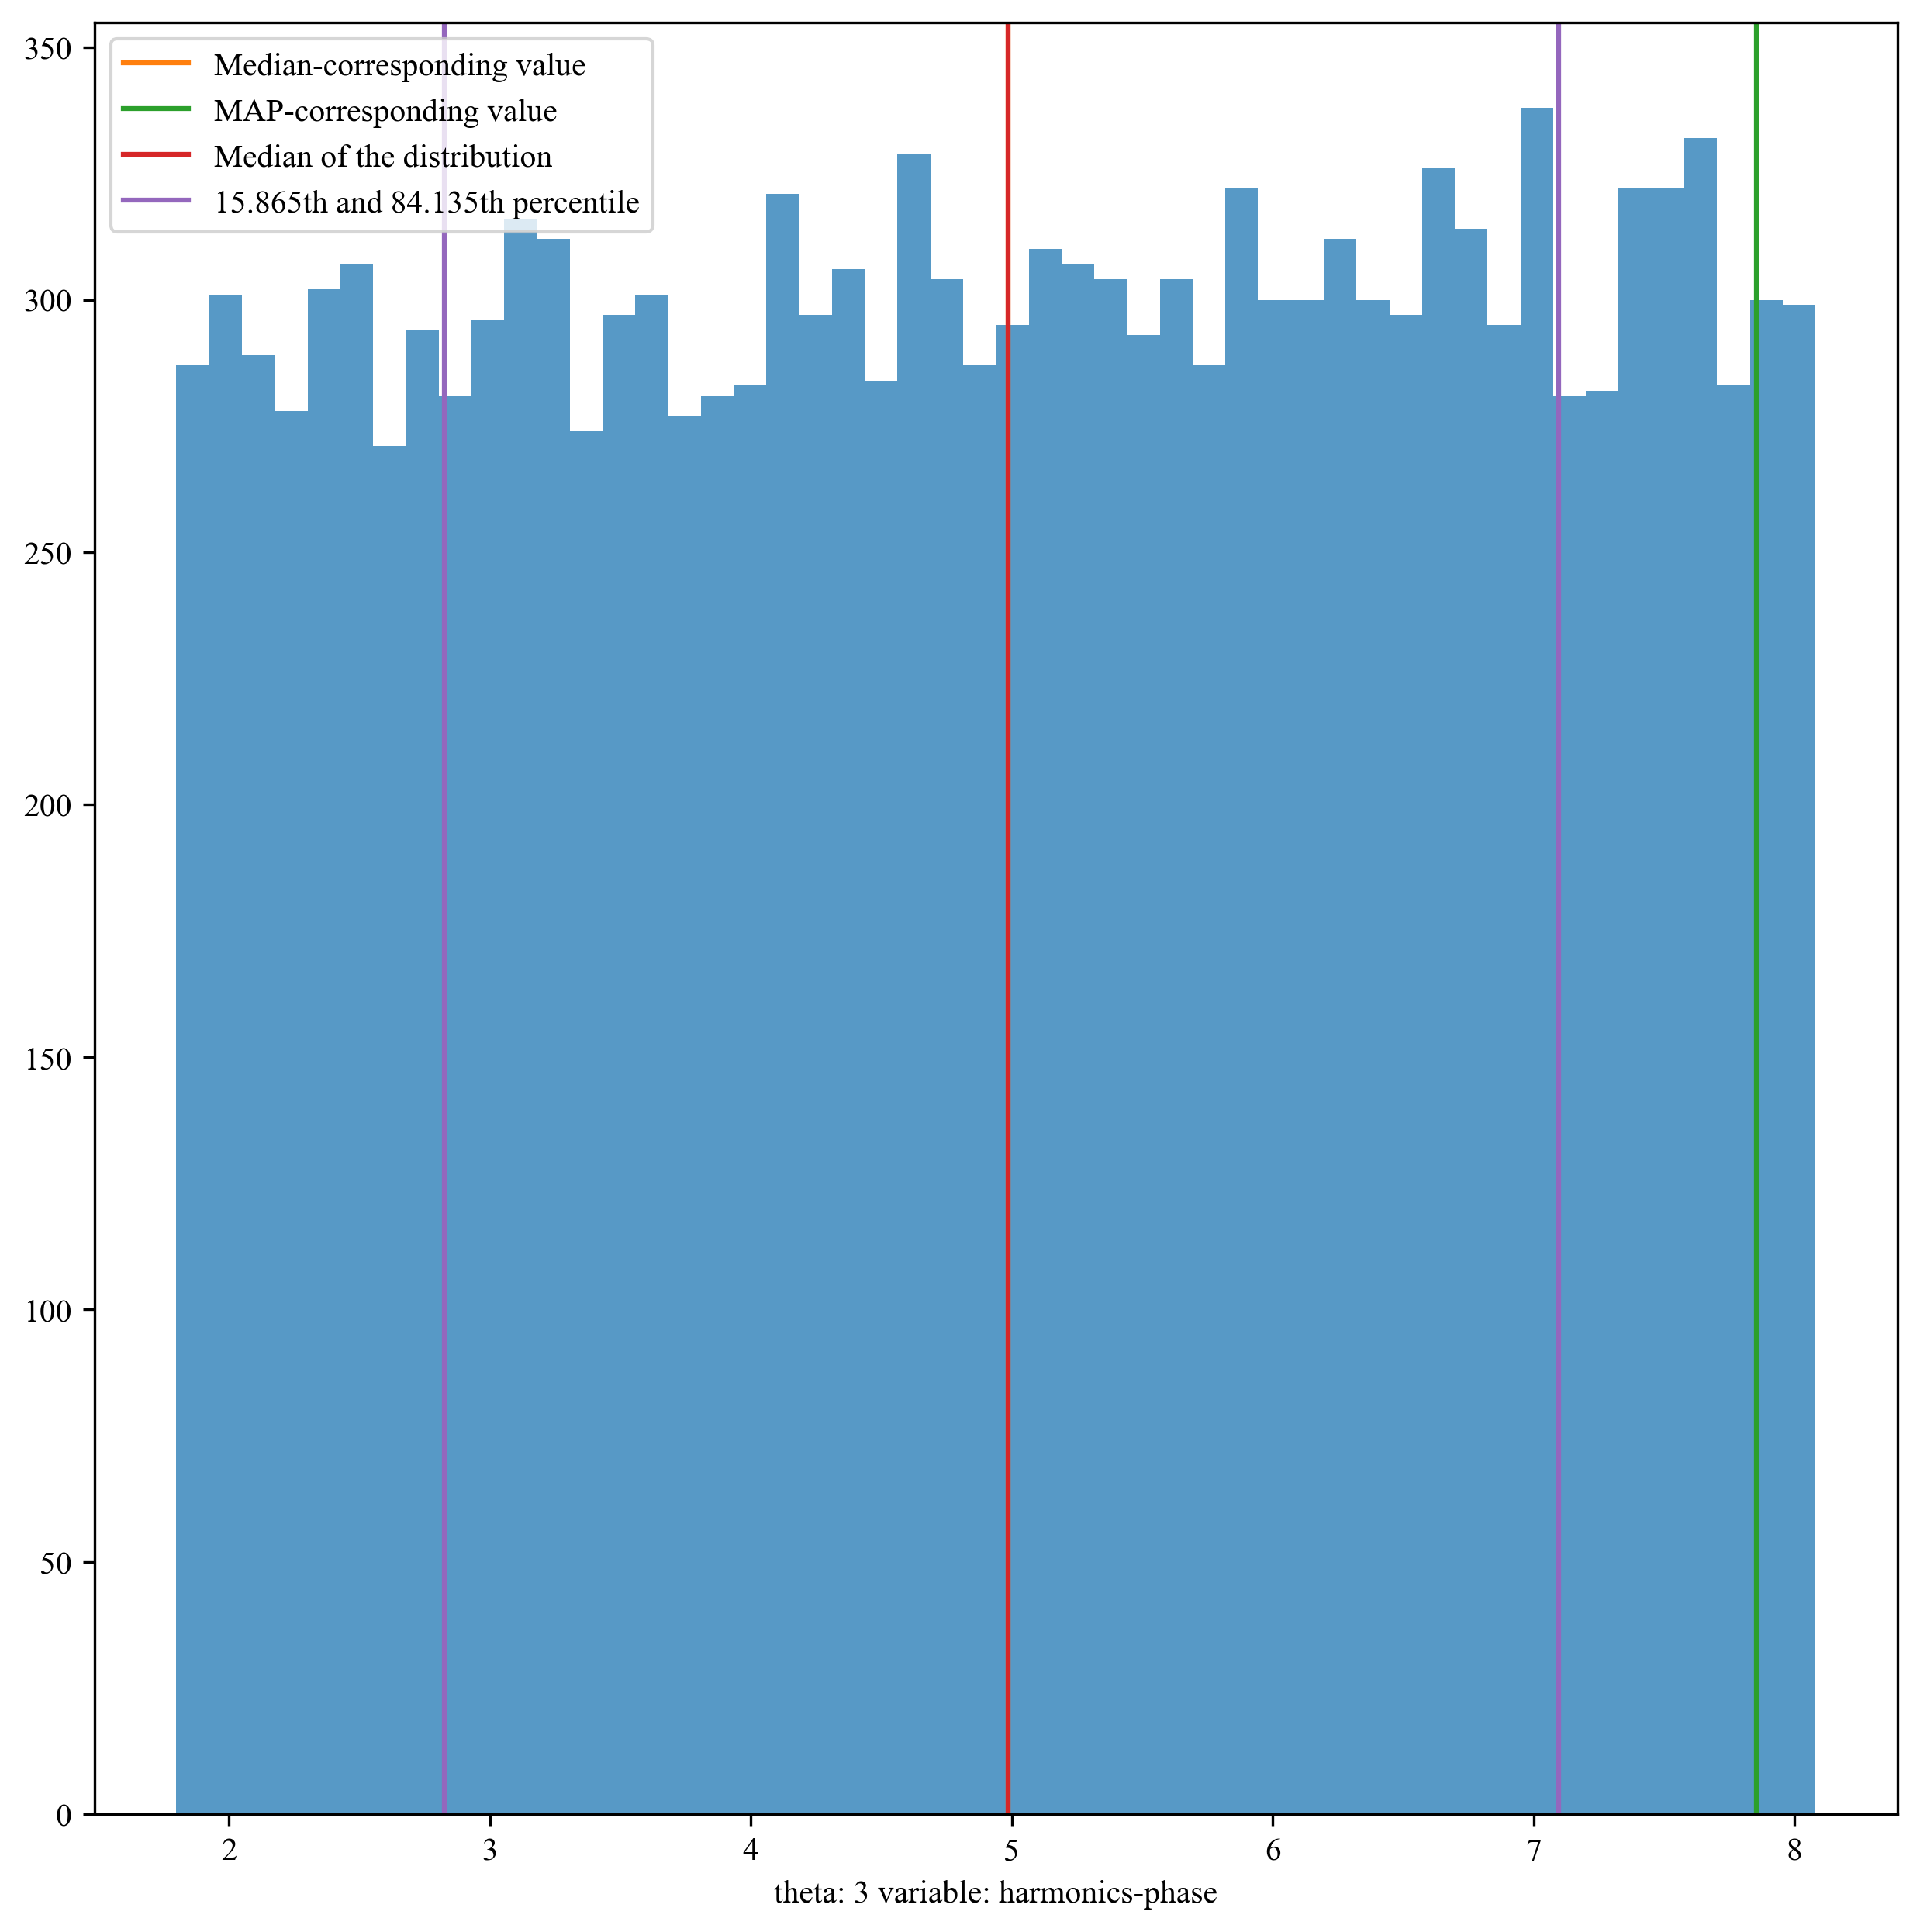 Median-corresponding value
MAP-corresponding value
Median of the distribution
15.865th and 84.135th percentile
350
300
250
200
150
100
50
0
2 3 4 5 6 7 8
theta: 3 variable: harmonics-phase